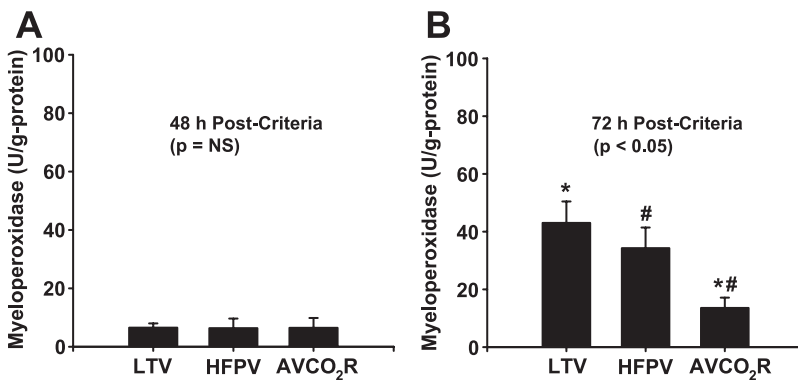 A
Myeloperoxidase (U/g-protein)
100
80
60
40
20
0
48 h Post-Criteria
(p = NS)
LTV HFPV AVCO₂R
B
Myeloperoxidase (U/g-protein)
100
80
60
40
20
0
72 h Post-Criteria
(p < 0.05)
*
#
*#
LTV HFPV AVCO₂R